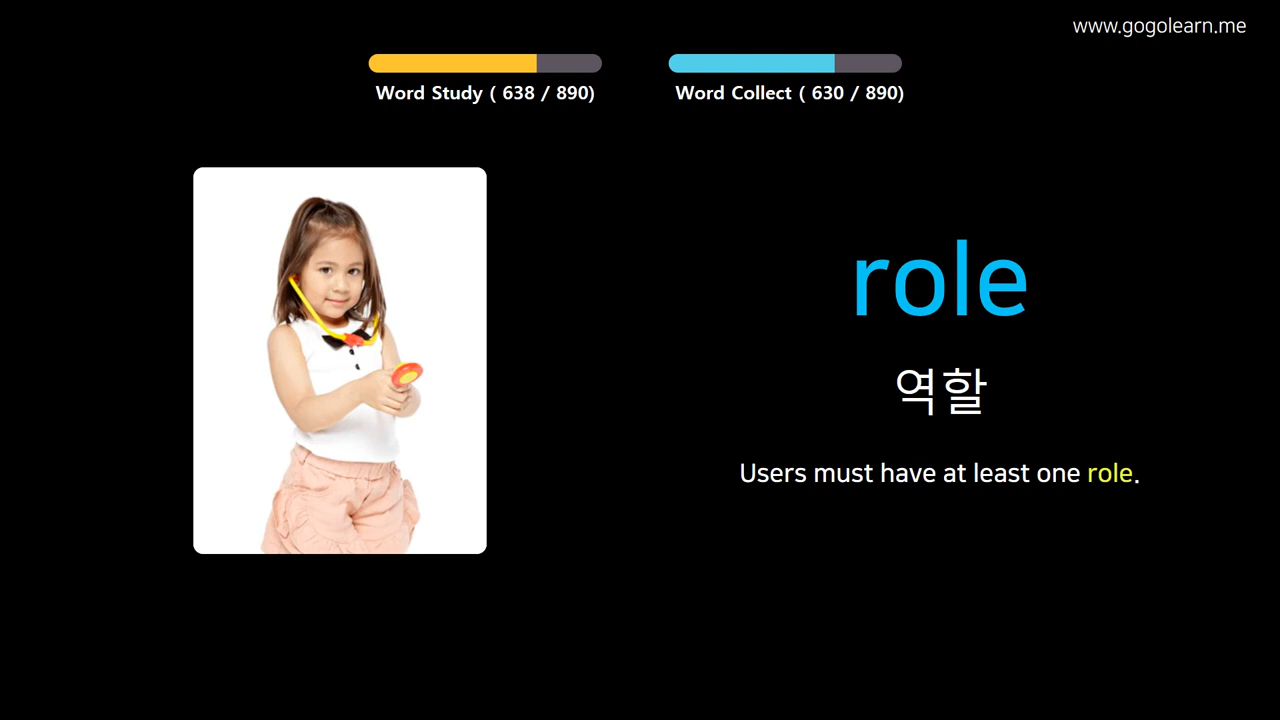 www.gogolearn.me
Word Study ( 638 / 890)
Word Collect ( 630 / 890)
role
역할
Users must have at least one role.